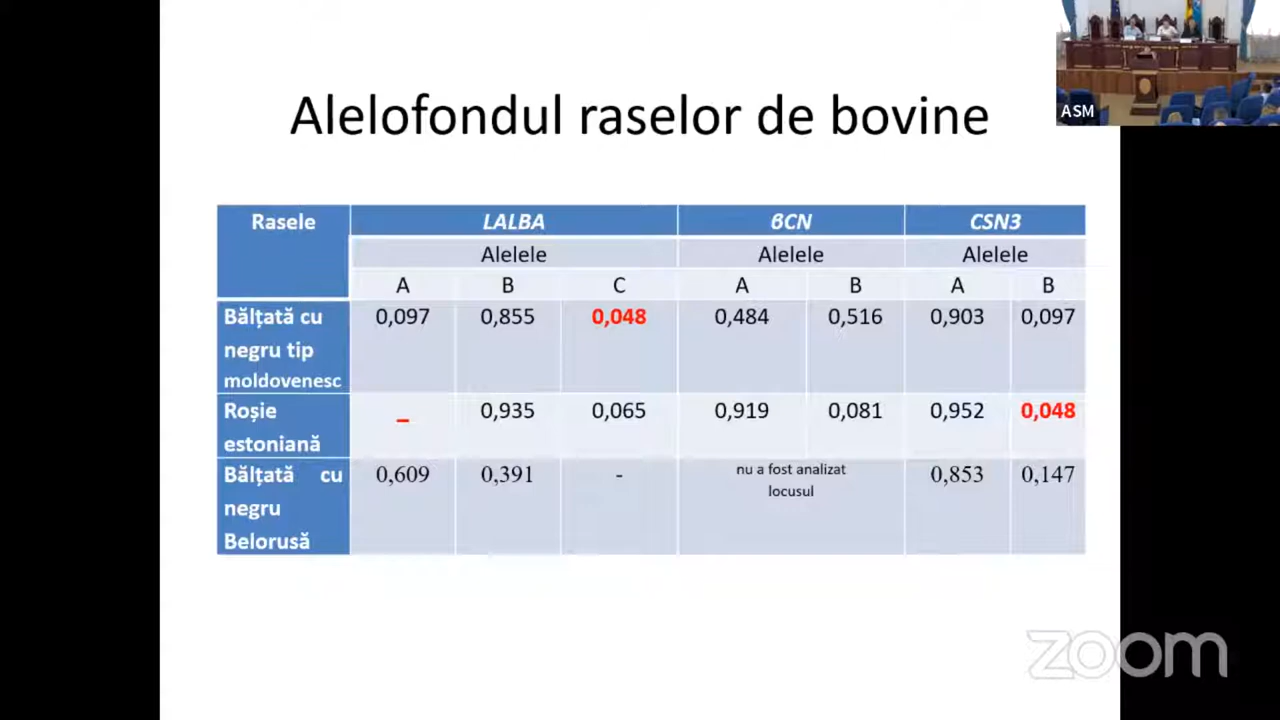 ASM
Alelofondul raselor de bovine
Rasele LALBA βCN CSN3
Alelele Alelele Alelele
A B C A B A B
Bălțată cu 0,097 0,855 0,048 0,484 0,516 0,903 0,097
negru tip
moldovenesc
Roșie _ 0,935 0,065 0,919 0,081 0,952 0,048
estoniană
Bălțată cu 0,609 0,391 - nu a fost analizat 0,853 0,147
locusul
negru
Belorusă
zoom